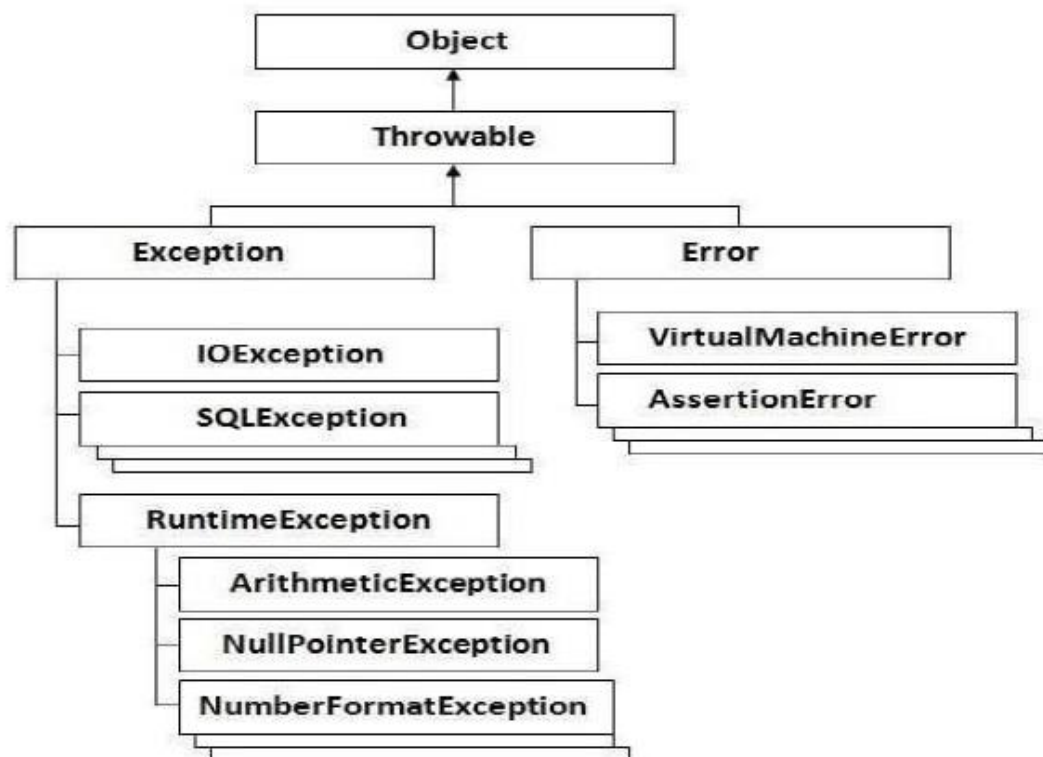 Object
Throwable
Exception
Error
IOException
SQLException
RuntimeException
ArithmeticException
NullPointerException
NumberFormatException
VirtualMachineError
AssertionError